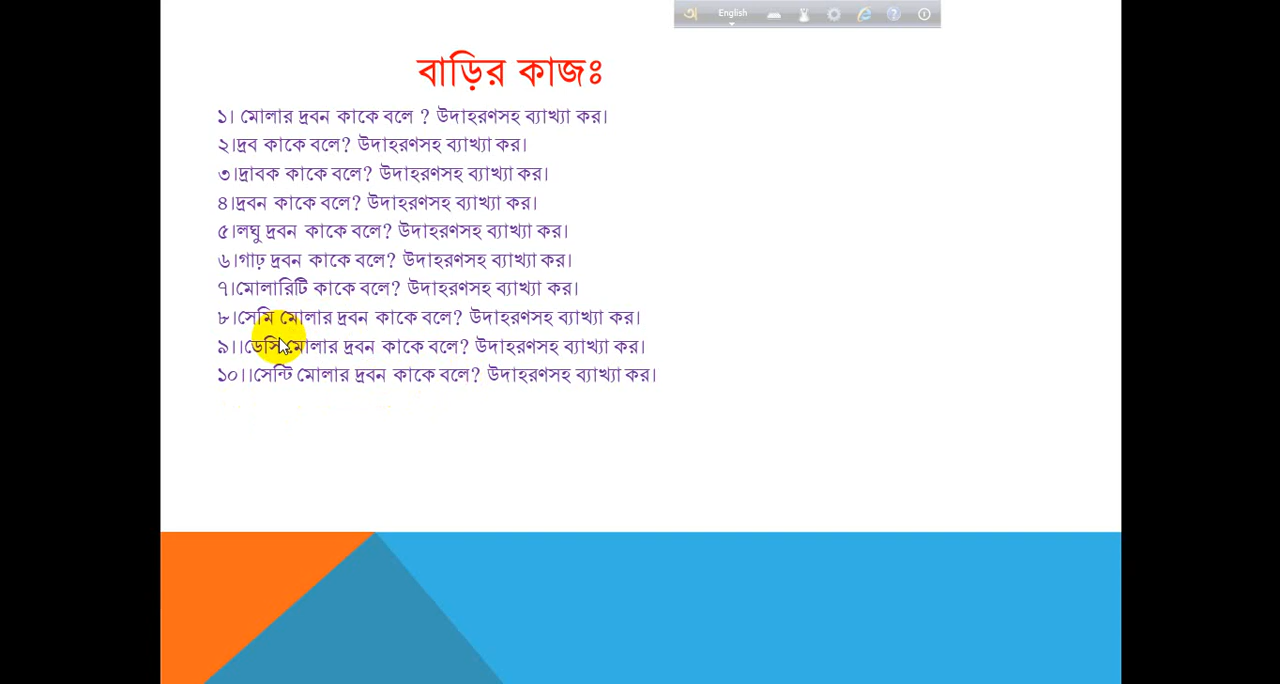 English
বাড়ির কাজঃ
১। মোলার দ্রবন কাকে বলে ? উদাহরণসহ ব্যাখ্যা কর।
২।দ্রব কাকে বলে? উদাহরণসহ ব্যাখ্যা কর।
৩।দ্রাবক কাকে বলে? উদাহরণসহ ব্যাখ্যা কর।
৪।দ্রবন কাকে বলে? উদাহরণসহ ব্যাখ্যা কর।
৫।লঘু দ্রবন কাকে বলে? উদাহরণসহ ব্যাখ্যা কর।
৬।গাঢ় দ্রবন কাকে বলে? উদাহরণসহ ব্যাখ্যা কর।
৭।মোলারিটি কাকে বলে? উদাহরণসহ ব্যাখ্যা কর।
৮।সেমি মোলার দ্রবন কাকে বলে? উদাহরণসহ ব্যাখ্যা কর।
৯।।ডেসি মোলার দ্রবন কাকে বলে? উদাহরণসহ ব্যাখ্যা কর।
১০।।সেন্টি মোলার দ্রবন কাকে বলে? উদাহরণসহ ব্যাখ্যা কর।